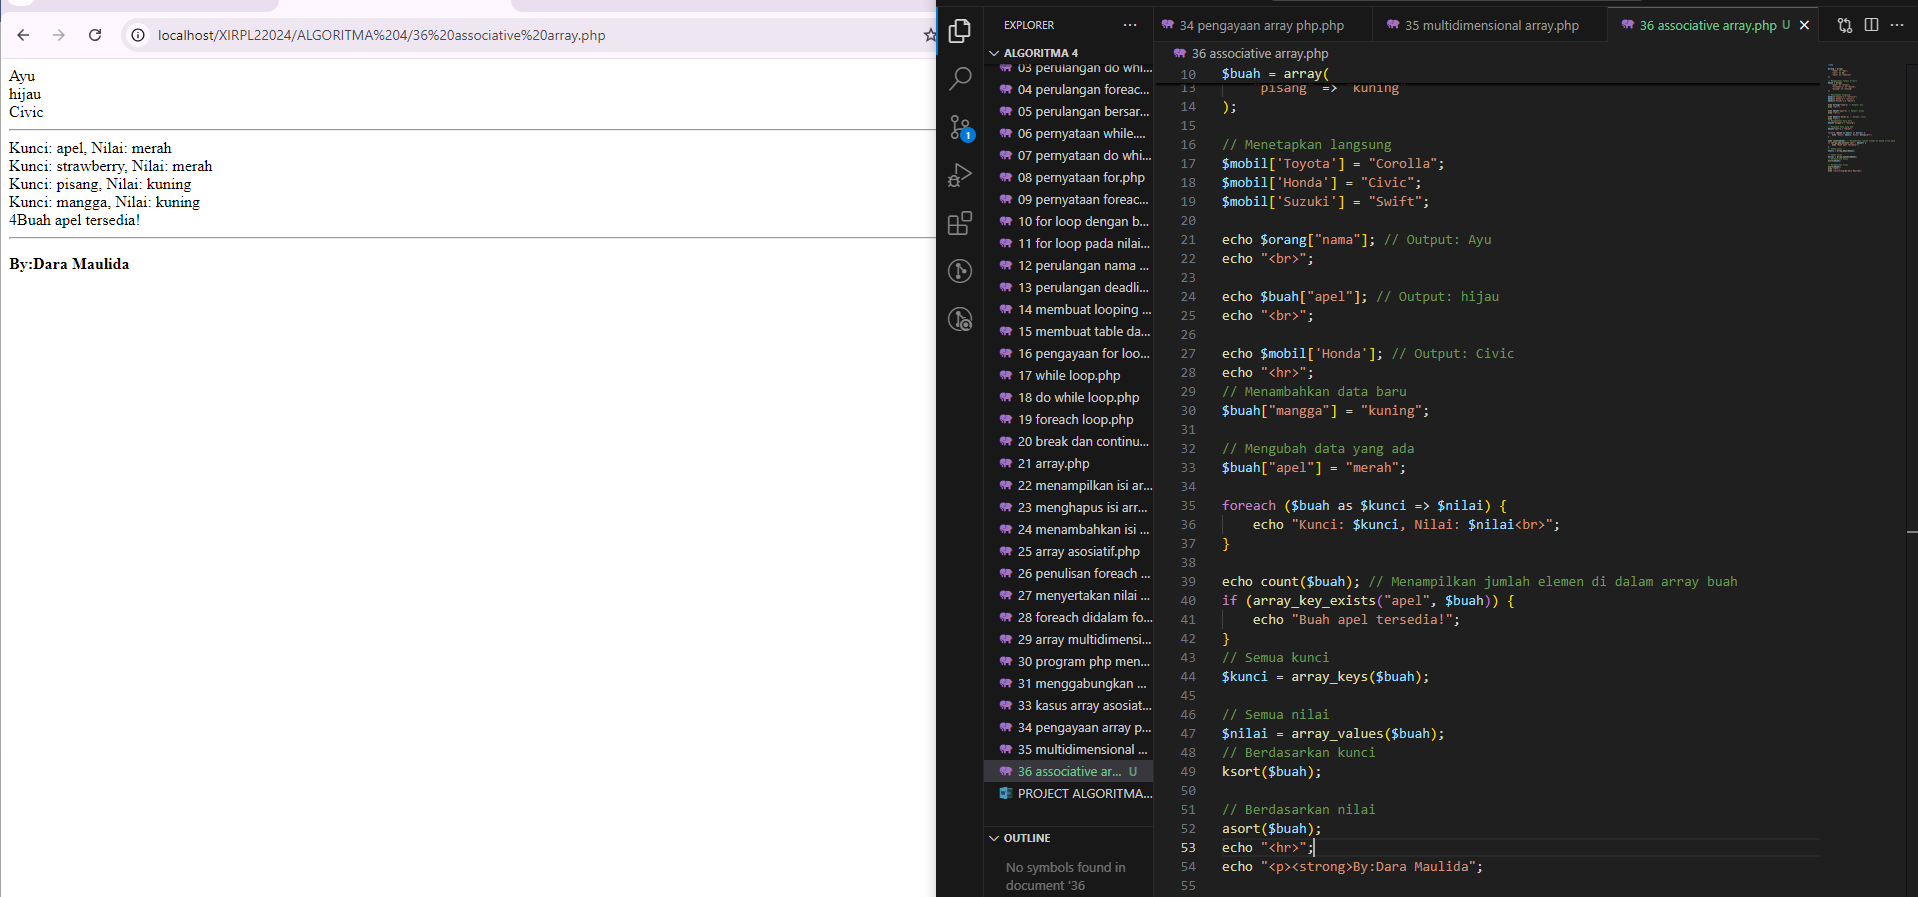 localhost/XIRPL22024/ALGORITMA%204/36%20associative%20array.php
Ayu
hijau
Civic
Kunci: apel, Nilai: merah
Kunci: strawberry, Nilai: merah
Kunci: pisang, Nilai: kuning
Kunci: mangga, Nilai: kuning
4Buah apel tersedia!
By:Dara Maulida
1
EXPLORER
ALGORITMA 4
03 perulangan do whi...
04 perulangan foreac...
05 perulangan bersar...
06 pernyataan while....
07 pernyataan do whi...
08 pernyataan for.php
09 pernyataan foreac...
10 for loop dengan b...
11 for loop pada nilai...
12 perulangan nama ...
13 perulangan deadli...
14 membuat looping ...
15 membuat table da...
16 pengayaan for loo...
17 while loop.php
18 do while loop.php
19 foreach loop.php
20 break dan continu...
21 array.php
22 menampilkan isi ar...
23 menghapus isi arr...
24 menambahkan isi ...
25 array asosiatif.php
26 penulisan foreach ...
27 menyertakan nilai ...
28 foreach didalam fo...
29 array multidimensi...
30 program php men...
31 menggabungkan ...
33 kasus array asosiat...
34 pengayaan array p...
35 multidimensional ...
36 associative ar... U
PROJECT ALGORITMA...
OUTLINE
No symbols found in
document '36
34 pengayaan array php.php
35 multidimensional array.php
36 associative array.php U
36 associative array.php
10 $buah = array(
13 pisang => kuning
14 );
15
16 // Menetapkan langsung
17 $mobil['Toyota'] = "Corolla";
18 $mobil['Honda'] = "Civic";
19 $mobil['Suzuki'] = "Swift";
20
21 echo $orang["nama"]; // Output: Ayu
22 echo "<br>";
23
24 echo $buah["apel"]; // Output: hijau
25 echo "<br>";
26
27 echo $mobil['Honda']; // Output: Civic
28 echo "<hr>";
29 // Menambahkan data baru
30 $buah["mangga"] = "kuning";
31
32 // Mengubah data yang ada
33 $buah["apel"] = "merah";
34
35 foreach ($buah as $kunci => $nilai) {
36 echo "Kunci: $kunci, Nilai: $nilai<br>";
37 }
38
39 echo count($buah); // Menampilkan jumlah elemen di dalam array buah
40 if (array_key_exists("apel", $buah)) {
41 echo "Buah apel tersedia!";
42 }
43 // Semua kunci
44 $kunci = array_keys($buah);
45
46 // Semua nilai
47 $nilai = array_values($buah);
48 // Berdasarkan kunci
49 ksort($buah);
50
51 // Berdasarkan nilai
52 asort($buah);
53 echo "<hr>";
54 echo "<p><strong>By:Dara Maulida";
55